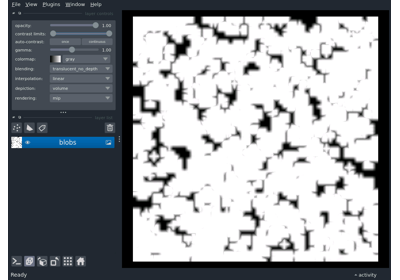 File View Plugins Window Help
opacity: 1.00
contrast limits:
auto-contrast: once continuous
gamma: 1.00
colormap: gray
blending: translucent_no_depth
interpolation: linear
depiction: volume
rendering: mip
blobs
Ready
activity